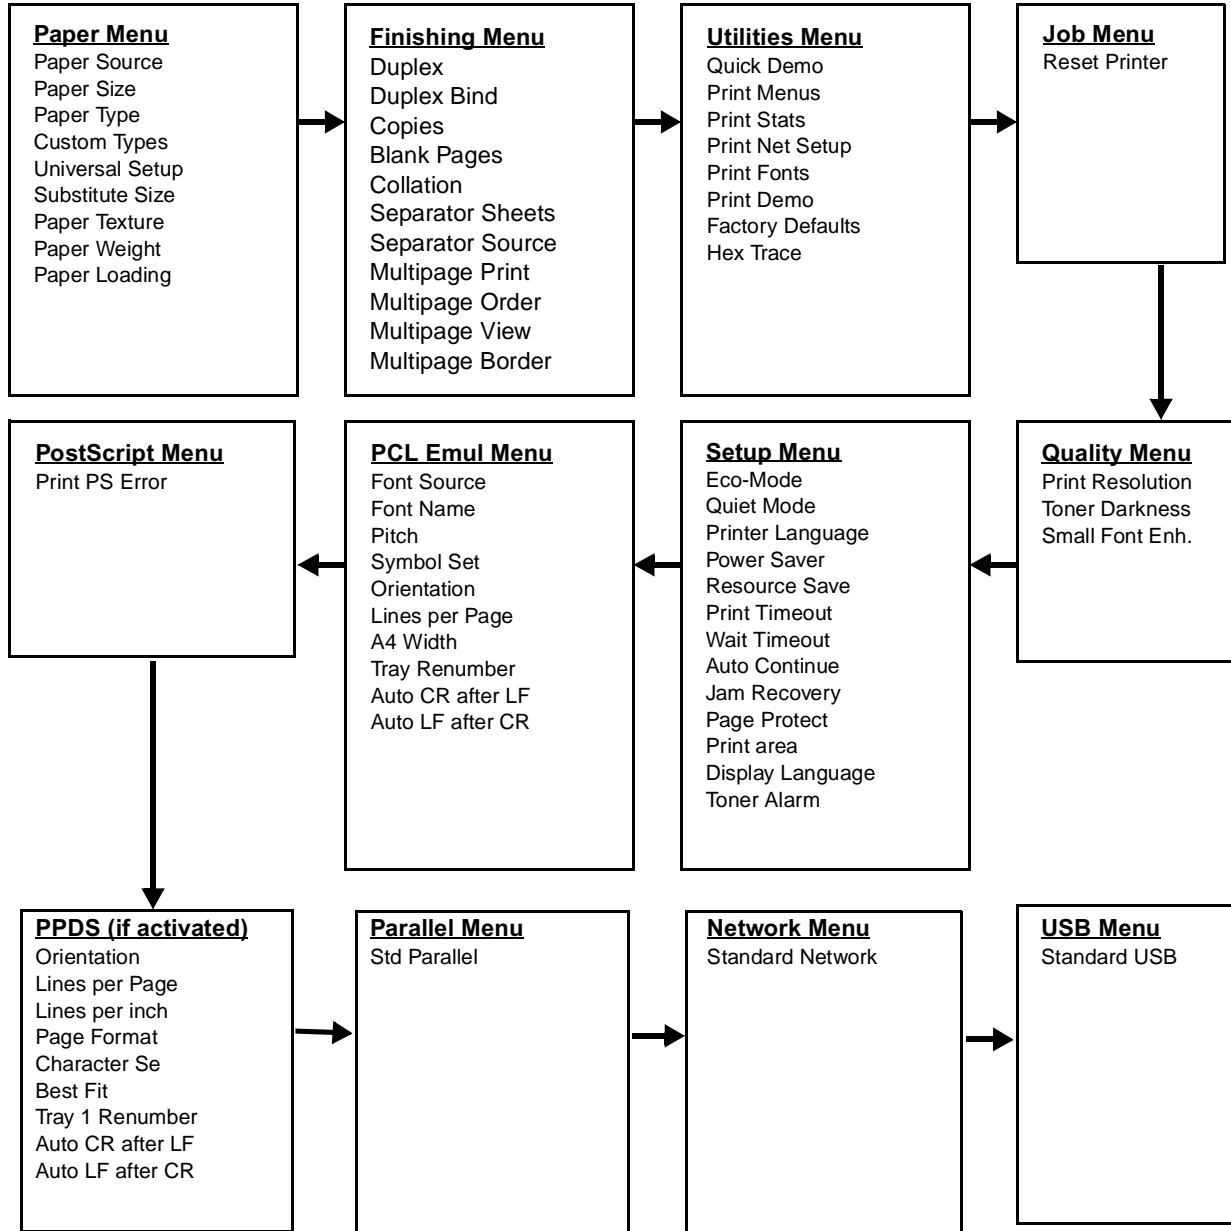 Paper Menu
Paper Source
Paper Size
Paper Type
Custom Types
Universal Setup
Substitute Size
Paper Texture
Paper Weight
Paper Loading
Finishing Menu
Duplex
Duplex Bind
Copies
Blank Pages
Collation
Separator Sheets
Separator Source
Multipage Print
Multipage Order
Multipage View
Multipage Border
Utilities Menu
Quick Demo
Print Menus
Print Stats
Print Net Setup
Print Fonts
Print Demo
Factory Defaults
Hex Trace
Job Menu
Reset Printer
Quality Menu
Print Resolution
Toner Darkness
Small Font Enh.
Setup Menu
Eco-Mode
Quiet Mode
Printer Language
Power Saver
Resource Save
Print Timeout
Wait Timeout
Auto Continue
Jam Recovery
Page Protect
Print area
Display Language
Toner Alarm
PCL Emul Menu
Font Source
Font Name
Pitch
Symbol Set
Orientation
Lines per Page
A4 Width
Tray Renumber
Auto CR after LF
Auto LF after CR
PostScript Menu
Print PS Error
PPDS (if activated)
Orientation
Lines per Page
Lines per inch
Page Format
Character Se
Best Fit
Tray 1 Renumber
Auto CR after LF
Auto LF after CR
Parallel Menu
Std Parallel
Network Menu
Standard Network
USB Menu
Standard USB